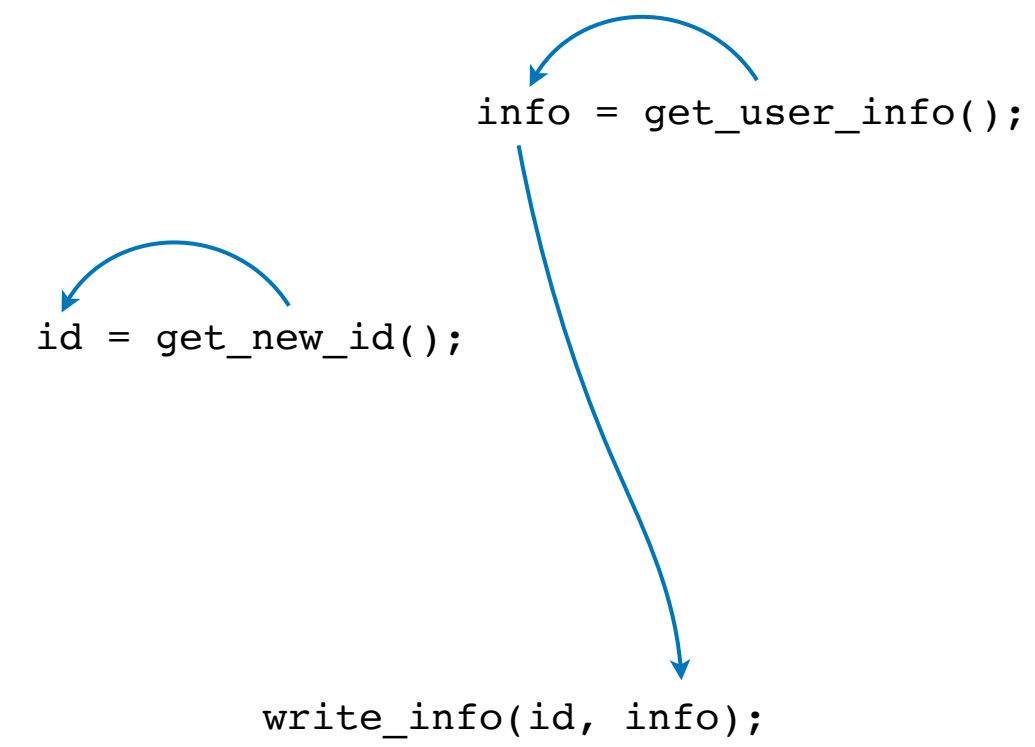 info = get_user_info();
id = get_new_id();
write_info(id, info);